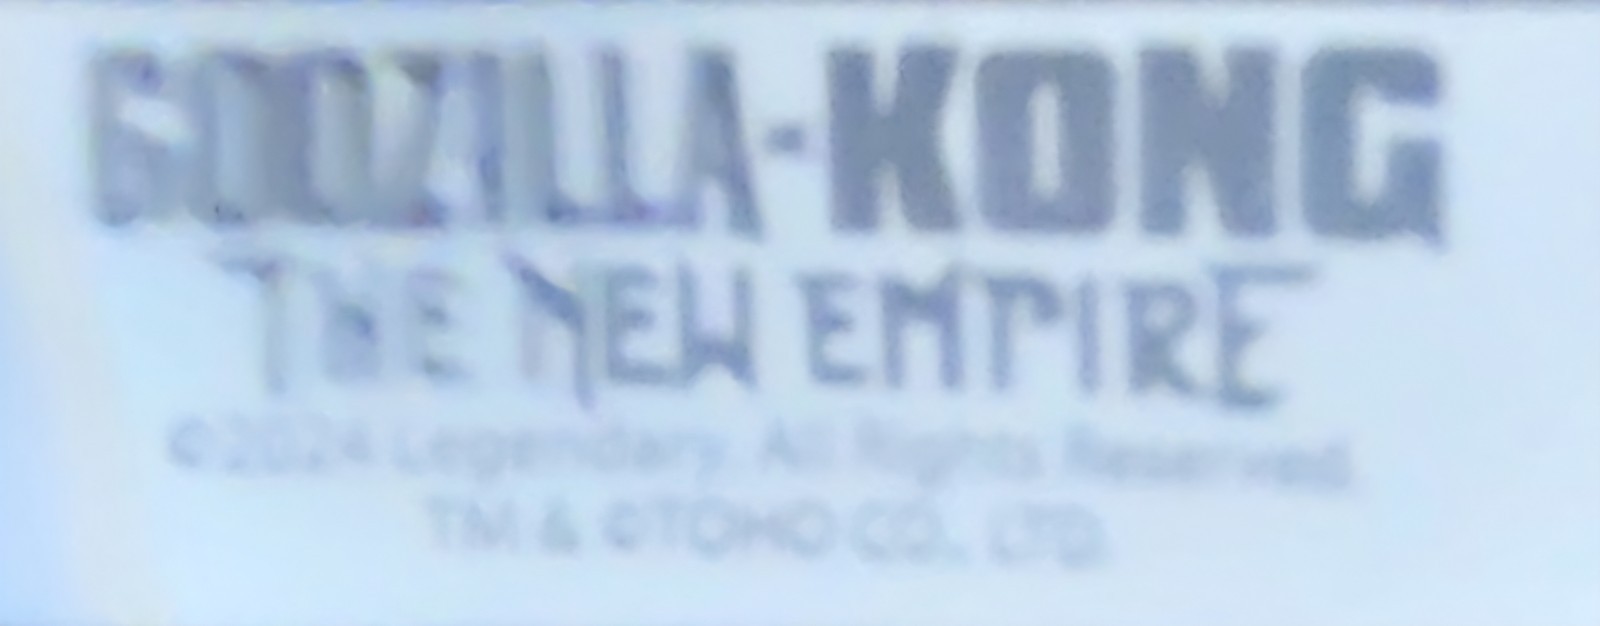 GODZILLA-KONG
THE NEW EMPIRE
©2024 Legendary. All Rights Reserved.
TM & ©TOHO CO., LTD.